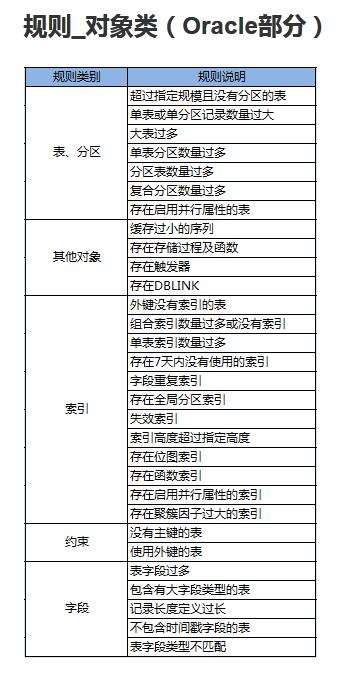 规则_对象类（Oracle部分）
规则类别 规则说明
表、分区
超过指定规模且没有分区的表
单表或单分区记录数量过大
大表过多
单表分区数量过多
分区表数量过多
复合分区数量过多
存在启用并行属性的表
其他对象
缓存过小的序列
存在存储过程及函数
存在触发器
存在DBLINK
索引
外键没有索引的表
组合索引数量过多或没有索引
单表索引数量过多
存在7天内没有使用的索引
字段重复索引
存在全局分区索引
失效索引
索引高度超过指定高度
存在位图索引
存在函数索引
存在启用并行属性的索引
存在聚簇因子过大的索引
约束
没有主键的表
使用外键的表
字段
表字段过多
包含有大字段类型的表
记录长度定义过长
不包含时间戳字段的表
表字段类型不匹配